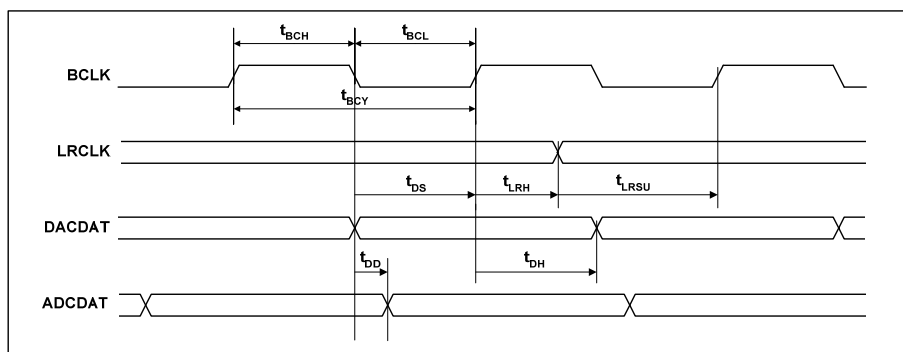 tBCH tBCL
BCLK
tBCY
LRCLK
tDS tLRH tLRSU
DACDAT
tDD tDH
ADCDAT